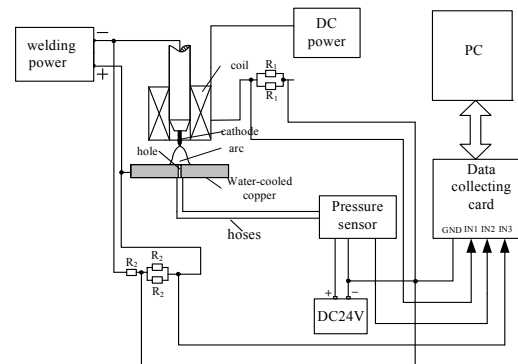 welding
power
−
+
DC
power
PC
coil
R1
R1
cathode
hole
arc
Water-cooled
copper
hoses
Pressure
sensor
Data
collecting
card
GND IN1 IN2 IN3
R2
R2
R2
+ −
DC24V